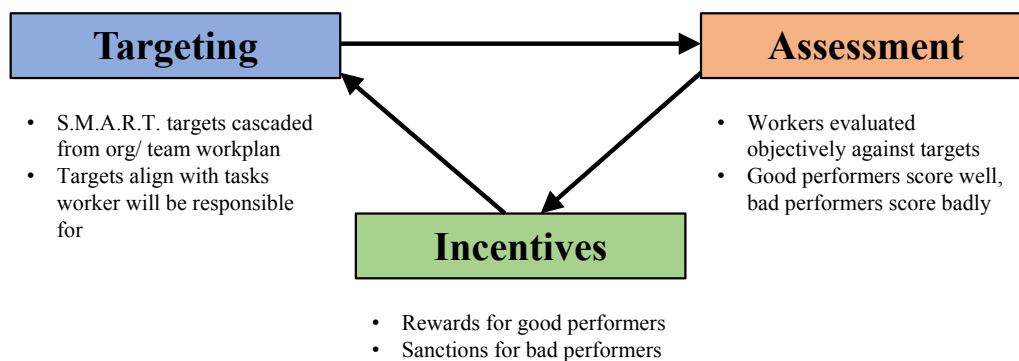 Targeting
• S.M.A.R.T. targets cascaded
from org/ team workplan
• Targets align with tasks
worker will be responsible
for
Assessment
• Workers evaluated
objectively against targets
• Good performers score well,
bad performers score badly
Incentives
• Rewards for good performers
• Sanctions for bad performers